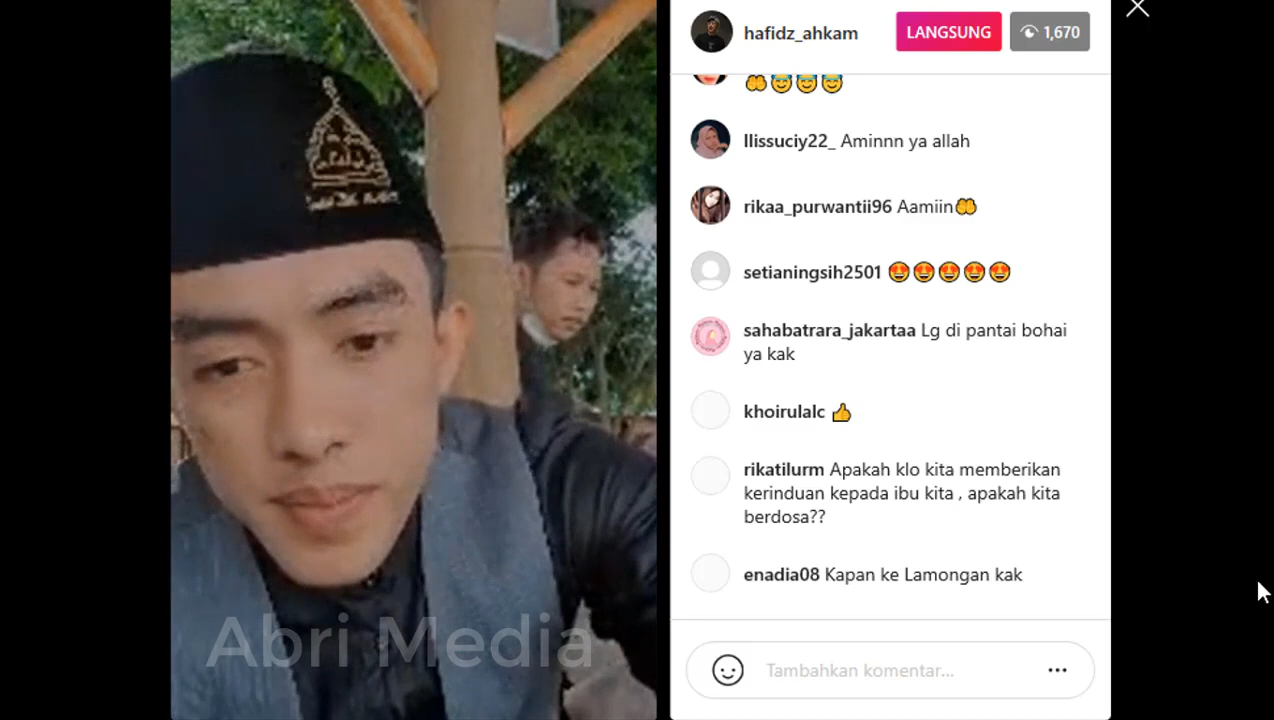 hafidz_ahkam LANGSUNG 1,670
🤲😇😇😇
llissuciy22_ Aminnn ya allah
rikaa_purwantii96 Aamiin🤲
setianingsih2501 😍😍😍😍😍
sahabatrara_jakartaa Lg di pantai bohai
ya kak
khoirulalc 👍
rikatilurm Apakah klo kita memberikan
kerinduan kepada ibu kita , apakah kita
berdosa??
enadia08 Kapan ke Lamongan kak
Tambahkan komentar...
Abri Media